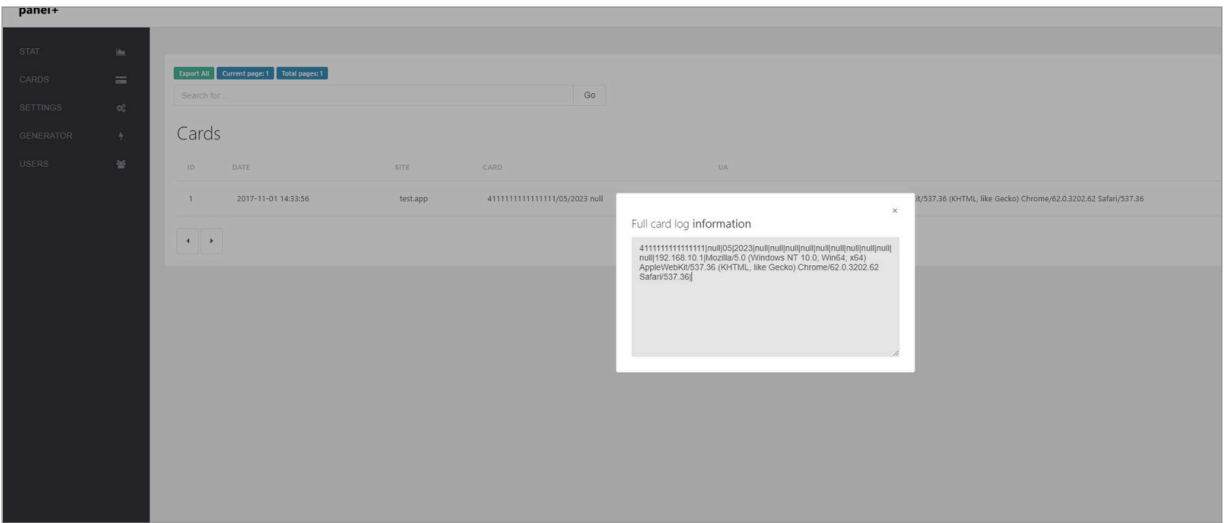 panel+
STAT
CARDS
SETTINGS
GENERATOR
USERS
Export All Current page: 1 Total pages: 1
Search for... Go
Cards
ID DATE SITE CARD UA
1 2017-11-01 14:33:56 test.app 4111111111111111/05/2023 null it/537.36 (KHTML, like Gecko) Chrome/62.0.3202.62 Safari/537.36
×
Full card log information
4111111111111111|null|05|2023|null|null|null|null|null|null|null|null|null|
null|192.168.10.1|Mozilla/5.0 (Windows NT 10.0; Win64; x64)
AppleWebKit/537.36 (KHTML, like Gecko) Chrome/62.0.3202.62
Safari/537.36|